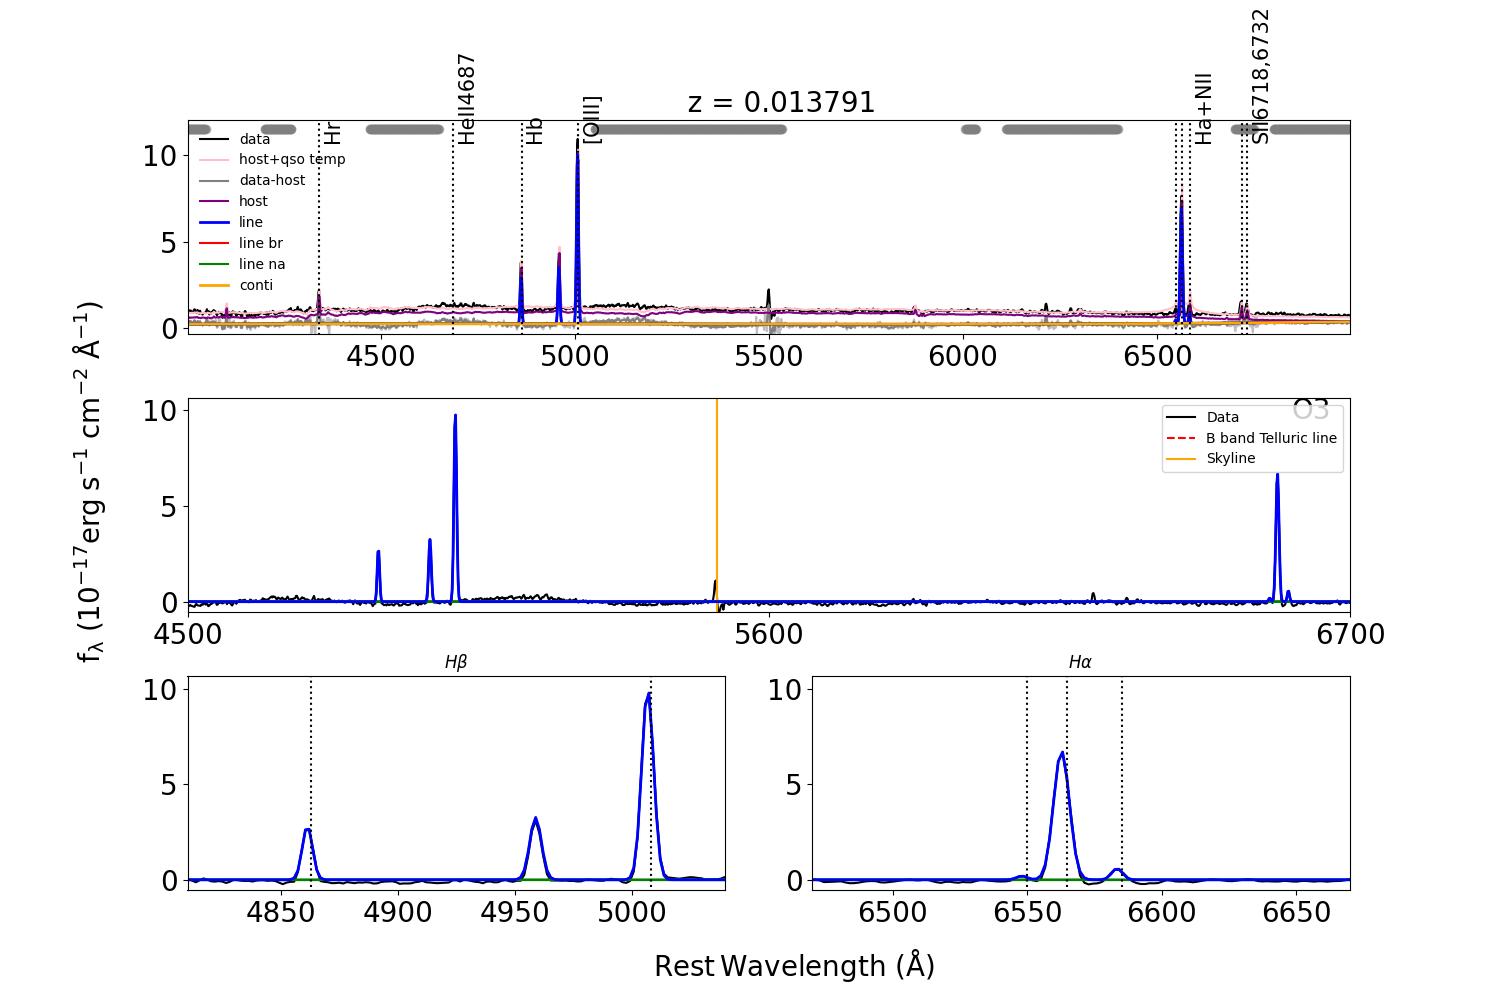 z = 0.013791
Hr
HeII4687
Hb
[OIII]
Ha+NII
SII6718,6732
data
host+qso temp
data-host
host
line
line br
line na
conti
10
5
0
4500 5000 5500 6000 6500
fλ (10⁻¹⁷erg s⁻¹ cm⁻² Å⁻¹)
O3
Data
B band Telluric line
Skyline
10
5
0
4500 5600 6700
Hβ
10
5
0
4850 4900 4950 5000
Hα
10
5
0
6500 6550 6600 6650
Rest Wavelength (Å)